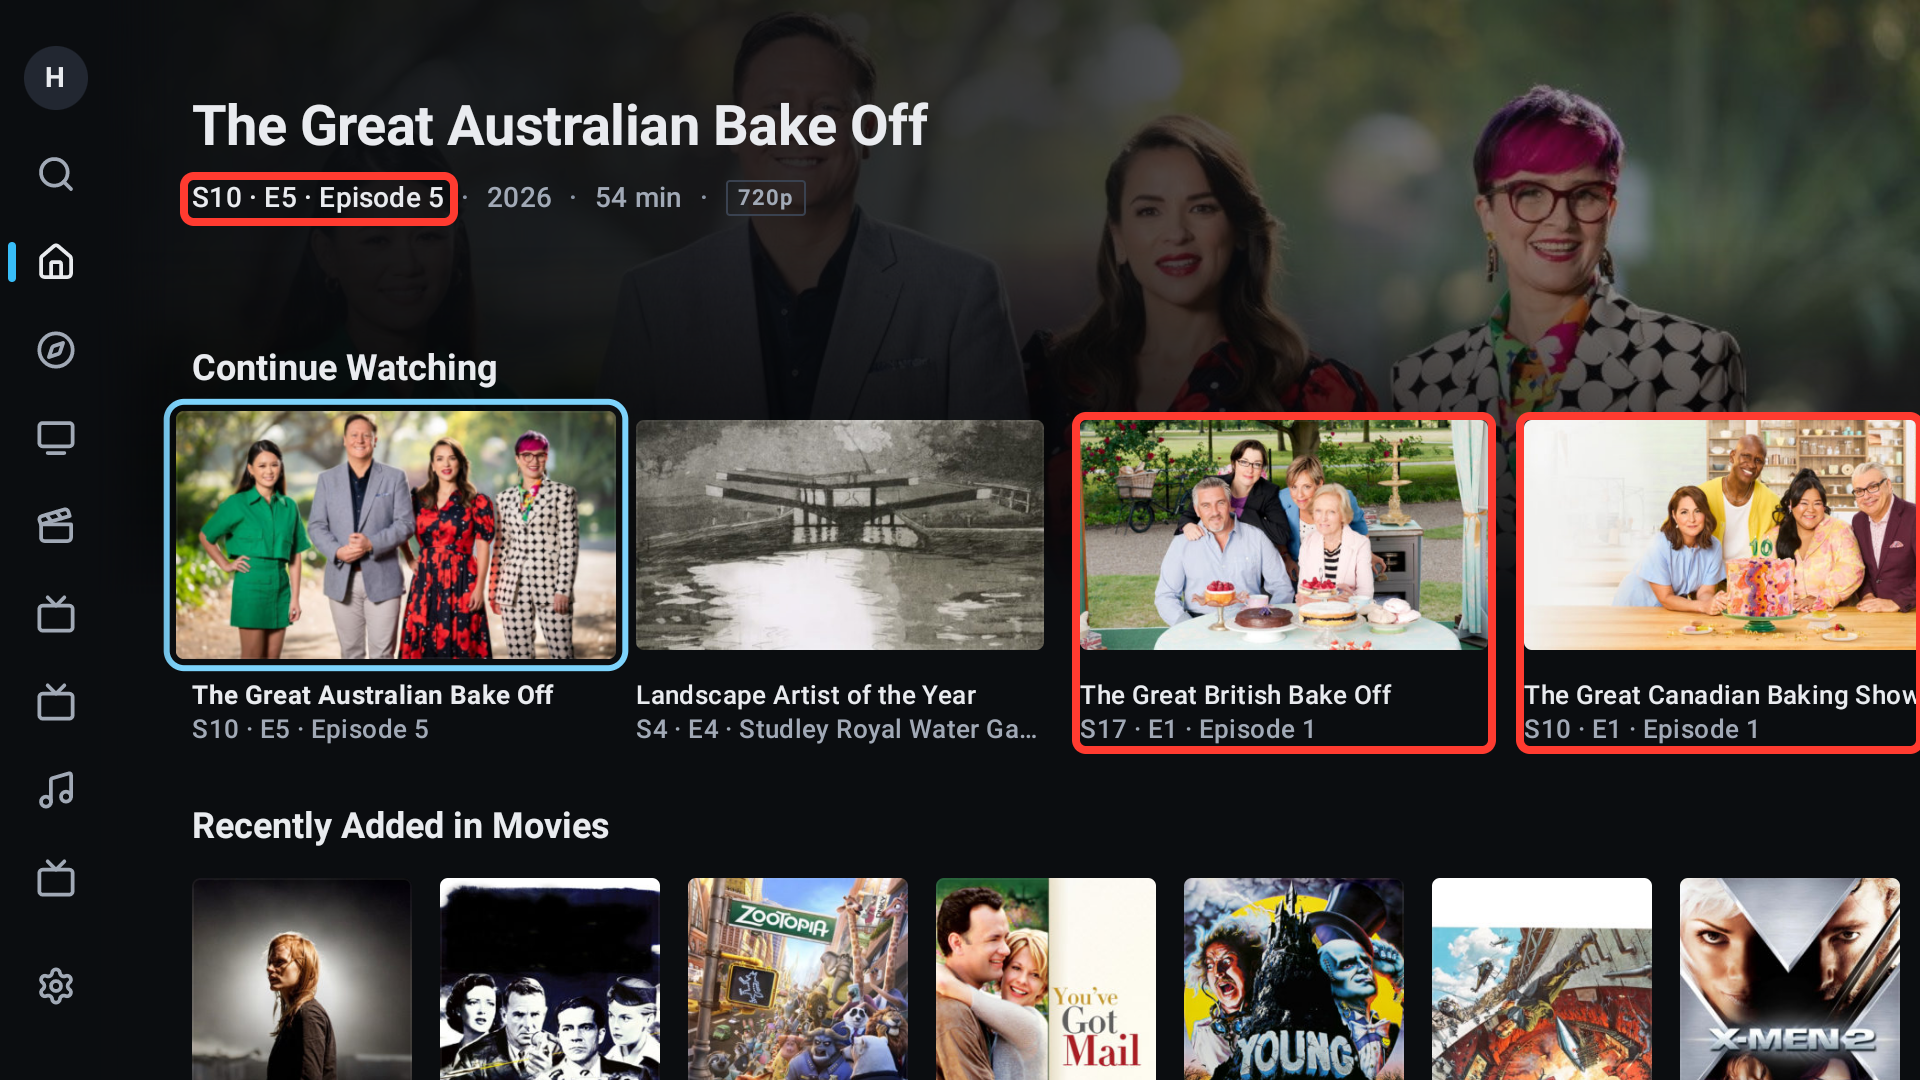 H
The Great Australian Bake Off
S10 · E5 · Episode 5 · 2026 · 54 min · 720p
Continue Watching
The Great Australian Bake Off
S10 · E5 · Episode 5
Landscape Artist of the Year
S4 · E4 · Studley Royal Water Ga...
The Great British Bake Off
S17 · E1 · Episode 1
The Great Canadian Baking Show
S10 · E1 · Episode 1
10
Recently Added in Movies
ZOOTOPIA
You've
Got
Mail
YOUNG
X-MEN 2